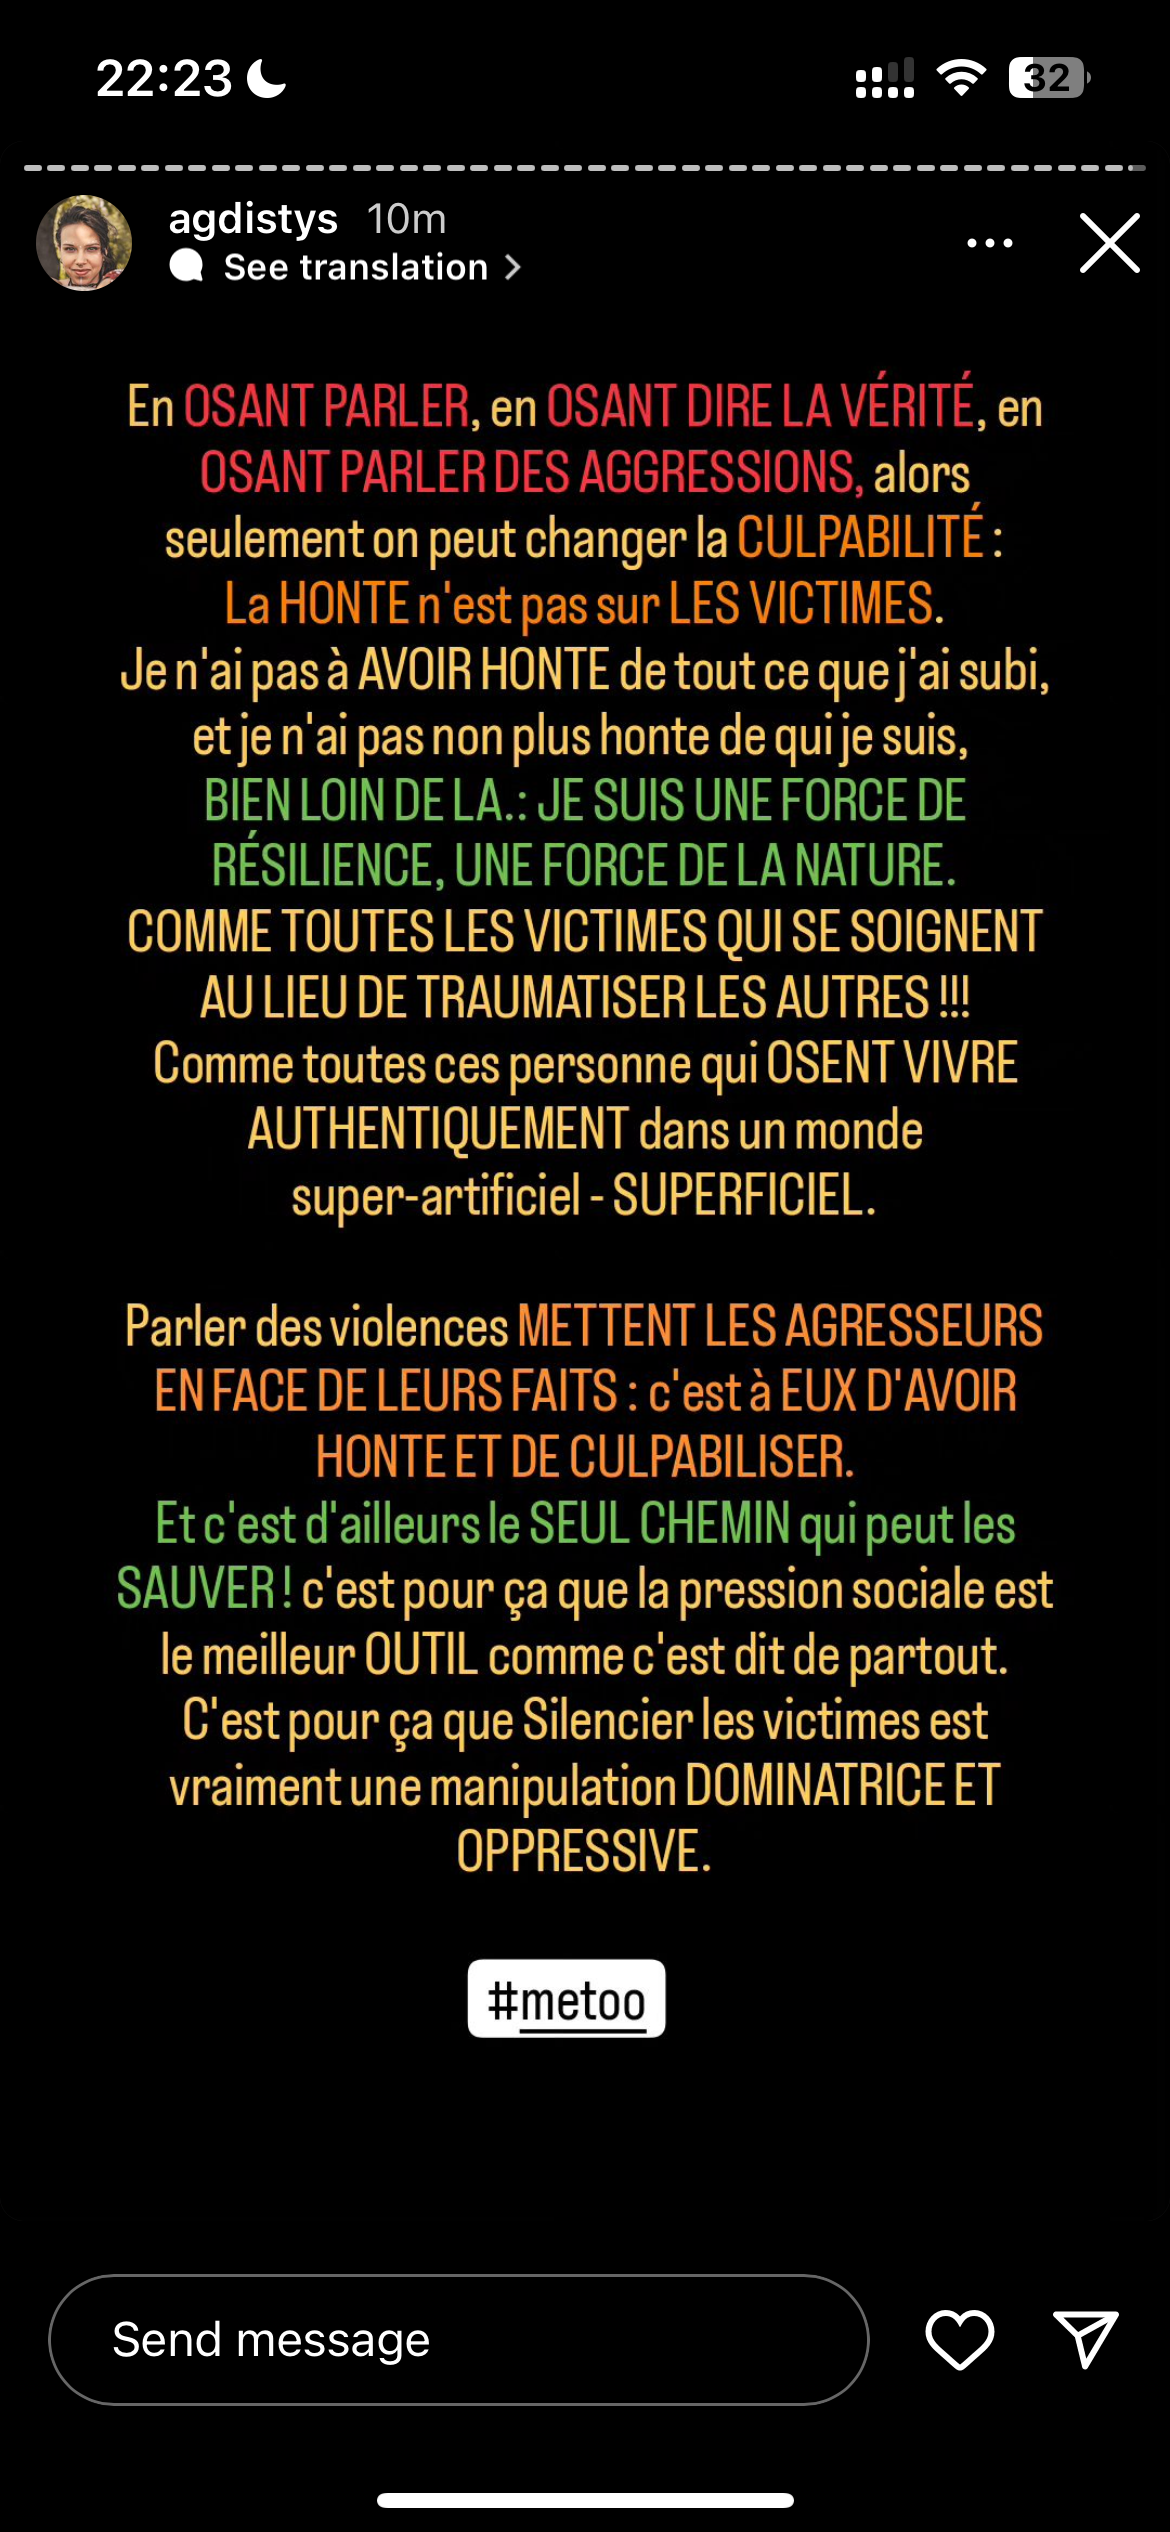 22:23
32
agdistys 10m
See translation
En OSANT PARLER, en OSANT DIRE LA VÉRITÉ, en
OSANT PARLER DES AGGRESSIONS, alors
seulement on peut changer la CULPABILITÉ :
La HONTE n'est pas sur LES VICTIMES.
Je n'ai pas à AVOIR HONTE de tout ce que j'ai subi,
et je n'ai pas non plus honte de qui je suis,
BIEN LOIN DE LA.: JE SUIS UNE FORCE DE
RÉSILIENCE, UNE FORCE DE LA NATURE.
COMME TOUTES LES VICTIMES QUI SE SOIGNENT
AU LIEU DE TRAUMATISER LES AUTRES !!!
Comme toutes ces personne qui OSENT VIVRE
AUTHENTIQUEMENT dans un monde
super-artificiel - SUPERFICIEL.
Parler des violences METTENT LES AGRESSEURS
EN FACE DE LEURS FAITS : c'est à EUX D'AVOIR
HONTE ET DE CULPABILISER.
Et c'est d'ailleurs le SEUL CHEMIN qui peut les
SAUVER ! c'est pour ça que la pression sociale est
le meilleur OUTIL comme c'est dit de partout.
C'est pour ça que Silencier les victimes est
vraiment une manipulation DOMINATRICE ET
OPPRESSIVE.
#metoo
Send message